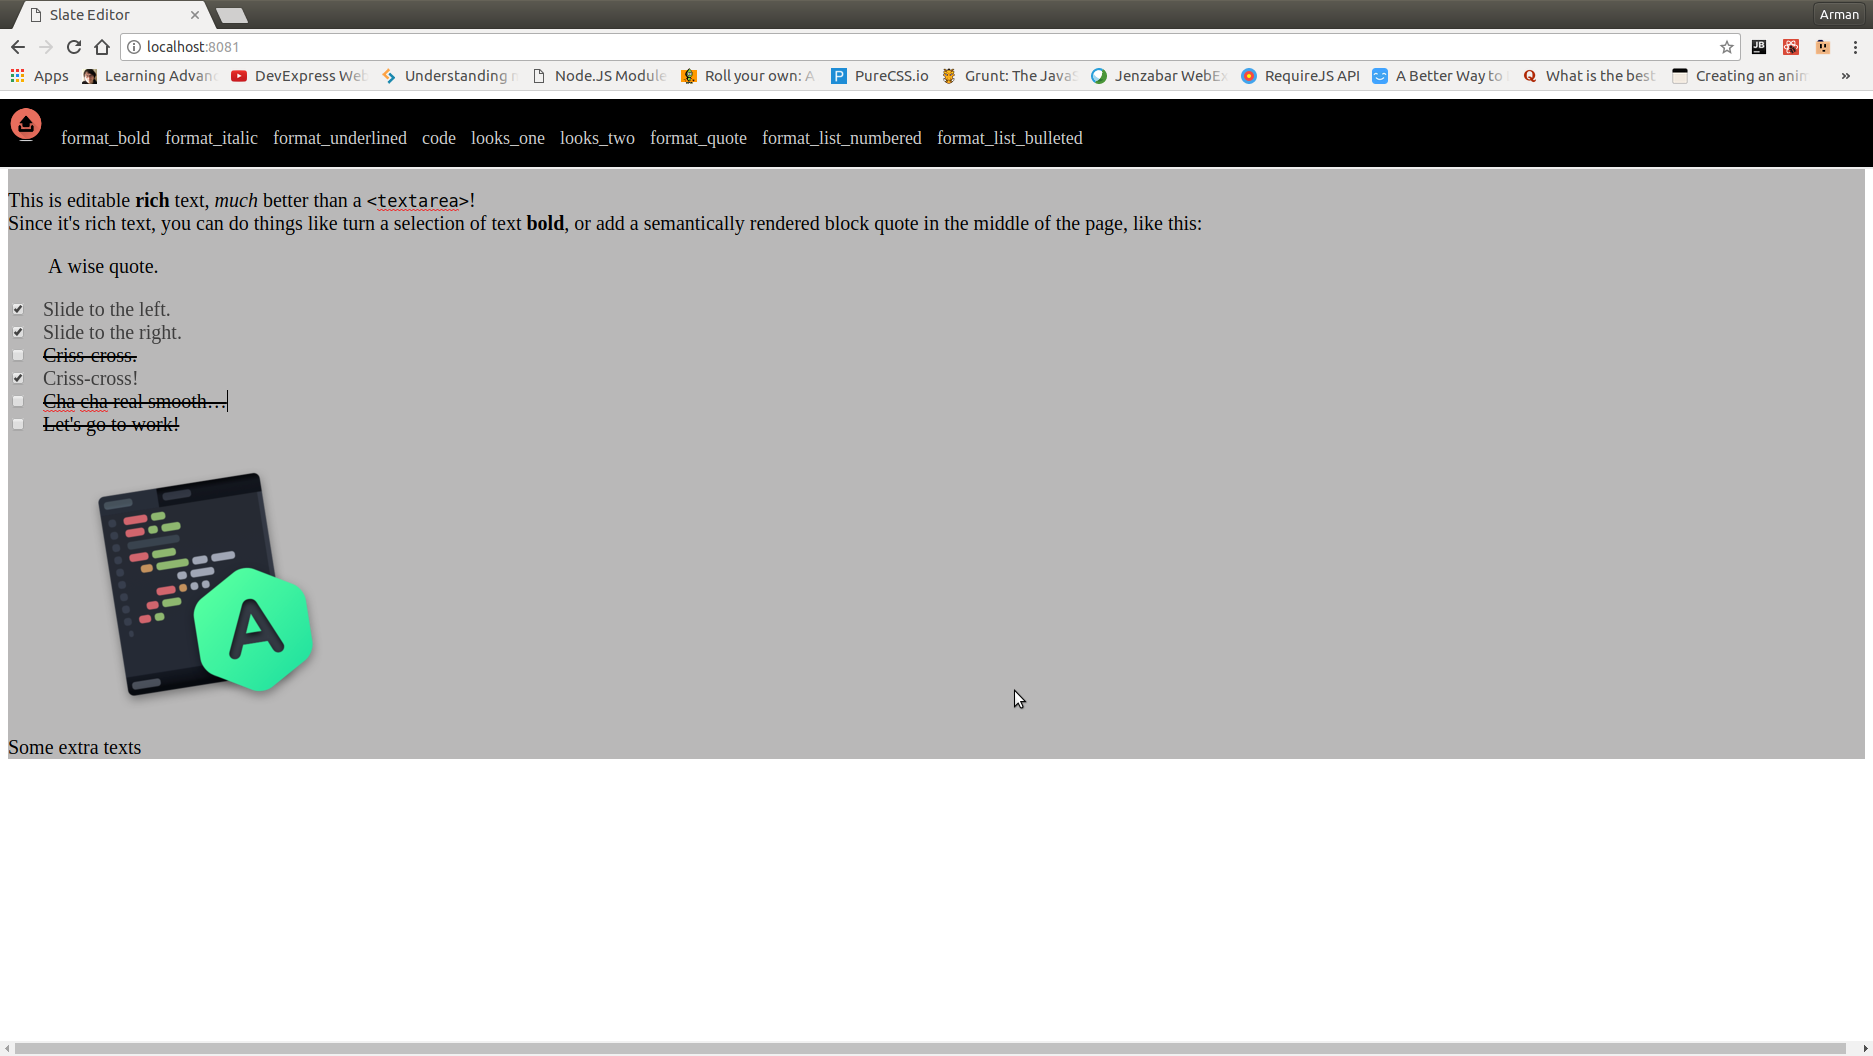 Slate Editor
Arman
localhost:8081
Apps Learning Advan DevExpress Web Understanding Node.JS Module Roll your own: A PureCSS.io Grunt: The JavaS Jenzabar WebEx RequireJS API A Better Way to What is the best Creating an anim »
format_bold format_italic format_underlined code looks_one looks_two format_quote format_list_numbered format_list_bulleted
This is editable rich text, much better than a <textarea>!
Since it's rich text, you can do things like turn a selection of text bold, or add a semantically rendered block quote in the middle of the page, like this:
A wise quote.
Slide to the left.
Slide to the right.
Criss-cross.
Criss-cross!
Cha cha real smooth…
Let's go to work!
A
Some extra texts